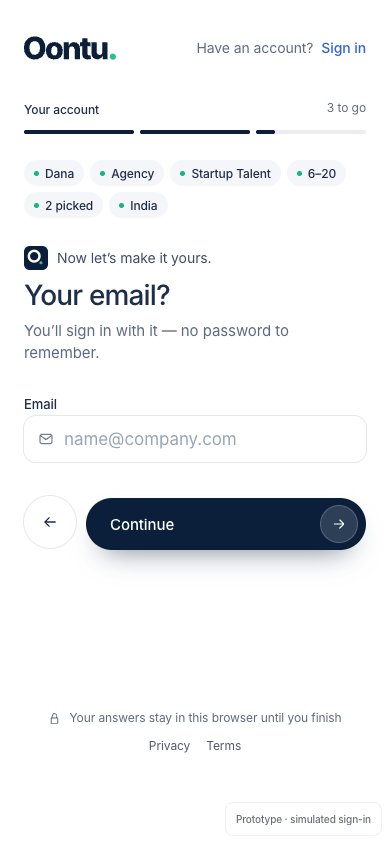 Oontu.
Have an account? Sign in
Your account
3 to go
Dana
Agency
Startup Talent
6–20
2 picked
India
Now let’s make it yours.
Your email?
You’ll sign in with it — no password to
remember.
Email
name@company.com
Continue
Your answers stay in this browser until you finish
Privacy Terms
Prototype · simulated sign-in